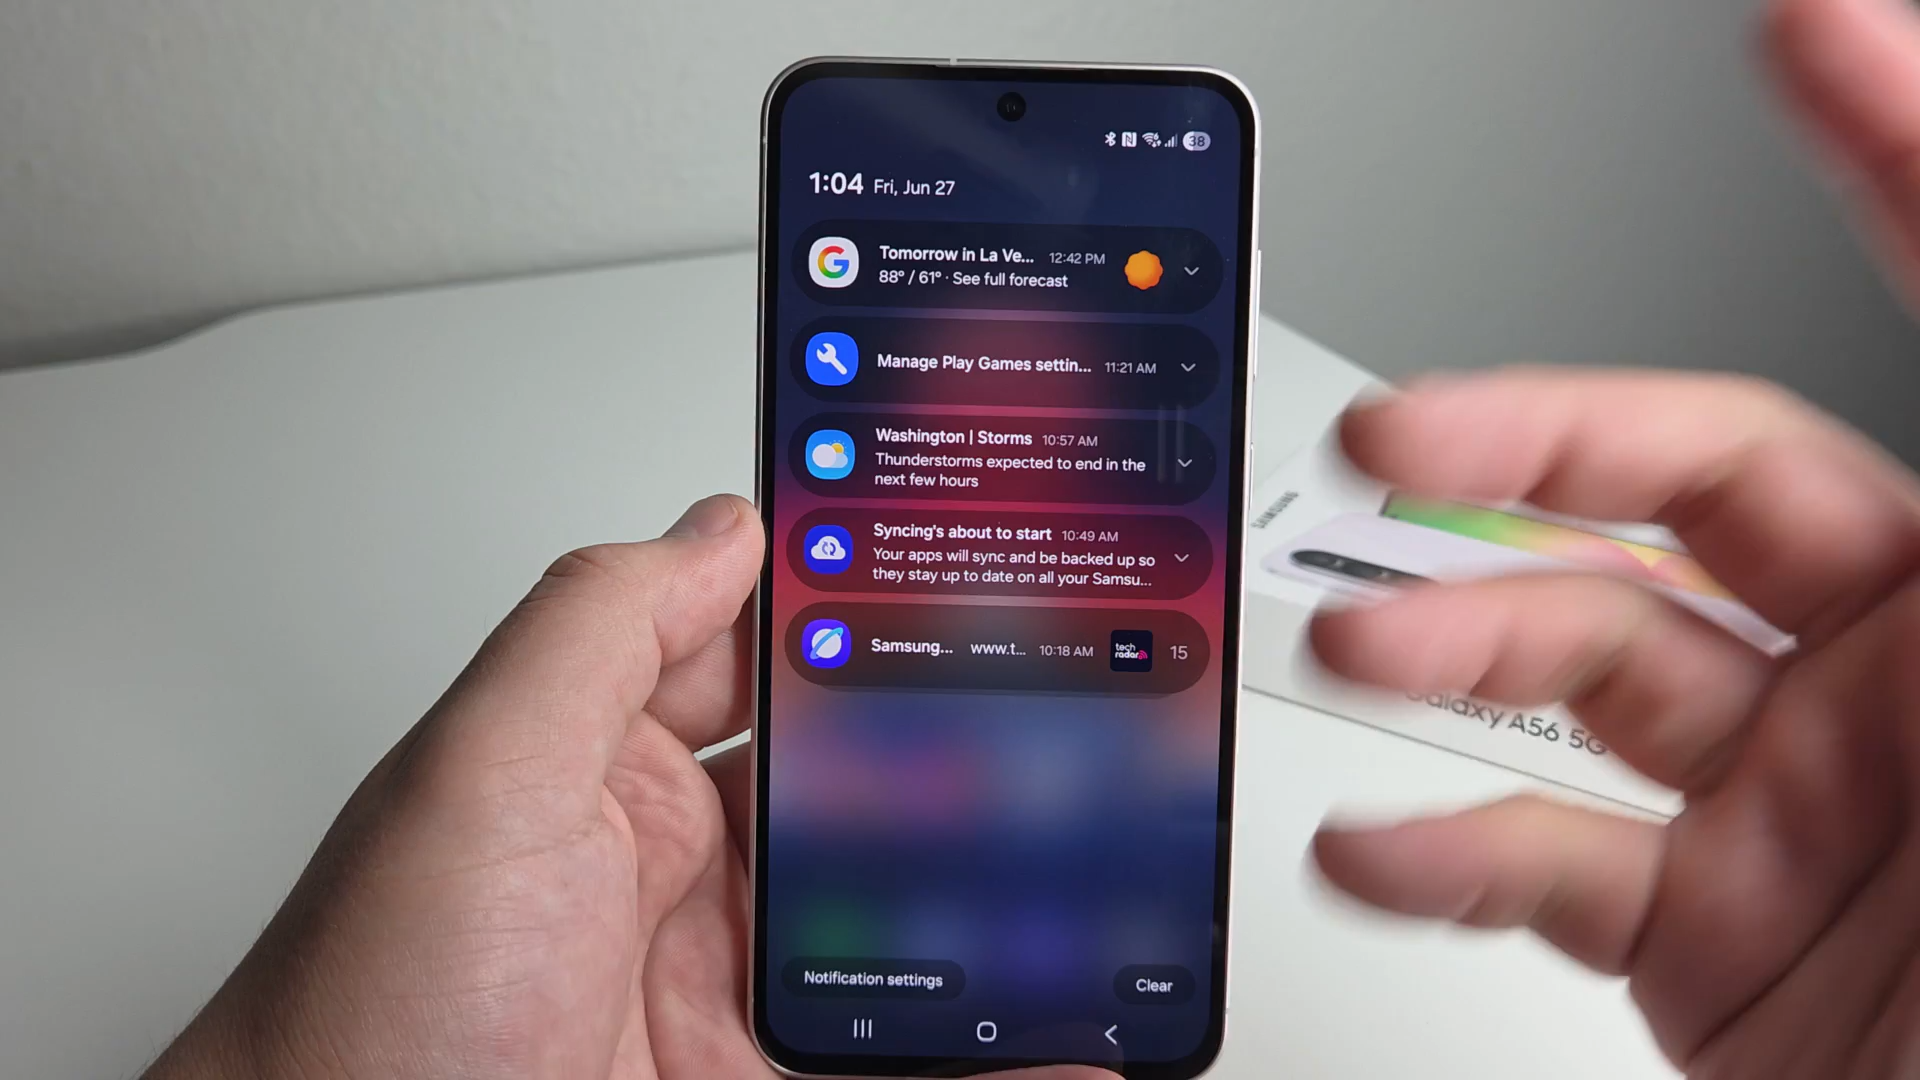 38
1:04 Fri, Jun 27
Tomorrow in La Ve... 12:42 PM
88° / 61° · See full forecast
Manage Play Games settin... 11:21 AM
Washington | Storms 10:57 AM
Thunderstorms expected to end in the
next few hours
Syncing's about to start 10:49 AM
Your apps will sync and be backed up so
they stay up to date on all your Samsu...
Samsung... www.t... 10:18 AM tech radar 15
Notification settings
Clear
SAMSUNG
Galaxy A56 5G